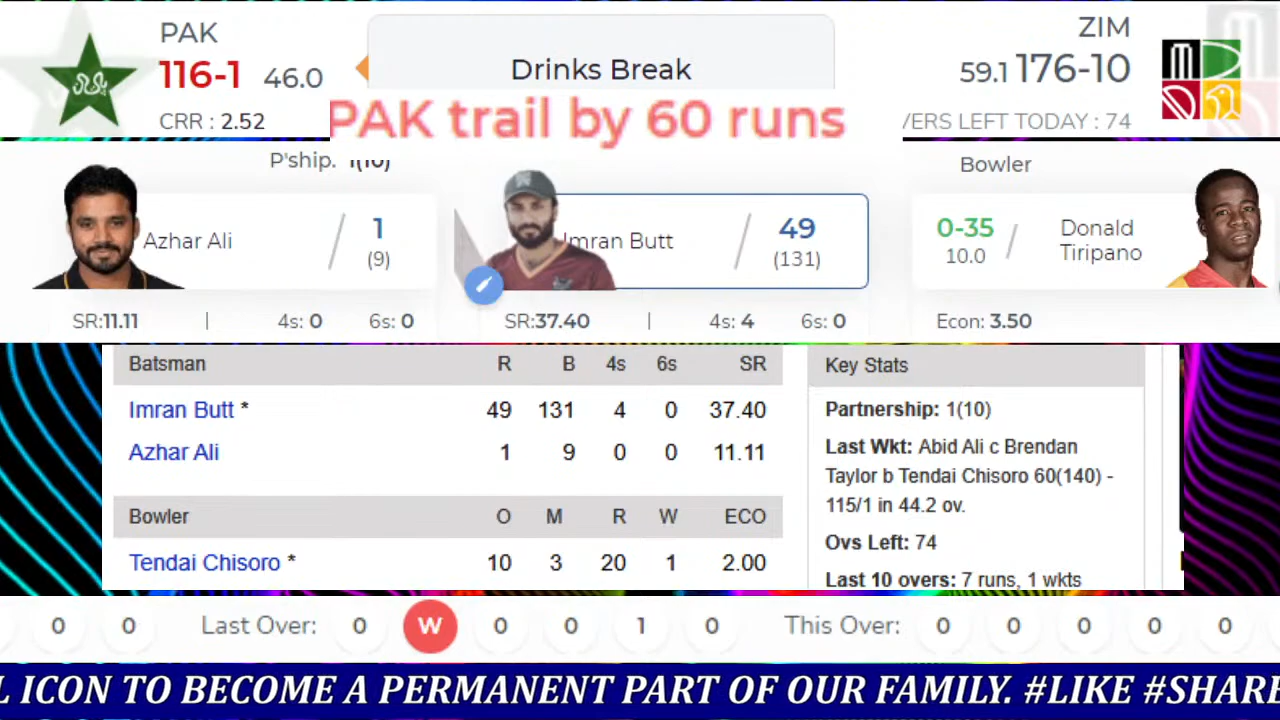 PAK
116-1 46.0
CRR : 2.52
Drinks Break
PAK trail by 60 runs
ZIM
59.1 176-10
VERS LEFT TODAY : 74
P'ship. 1(10)
Azhar Ali
1
(9)
SR:11.11 | 4s: 0 6s: 0
Imran Butt
49
(131)
SR:37.40 | 4s: 4 6s: 0
Bowler
0-35
10.0
Donald
Tiripano
Econ: 3.50
Batsman R B 4s 6s SR
Imran Butt * 49 131 4 0 37.40
Azhar Ali 1 9 0 0 11.11
Bowler O M R W ECO
Tendai Chisoro * 10 3 20 1 2.00
Key Stats
Partnership: 1(10)
Last Wkt: Abid Ali c Brendan
Taylor b Tendai Chisoro 60(140) -
115/1 in 44.2 ov.
Ovs Left: 74
Last 10 overs: 7 runs, 1 wkts
0 0 Last Over: 0 W 0 0 1 0 This Over: 0 0 0 0 0
L ICON TO BECOME A PERMANENT PART OF OUR FAMILY. #LIKE #SHARE